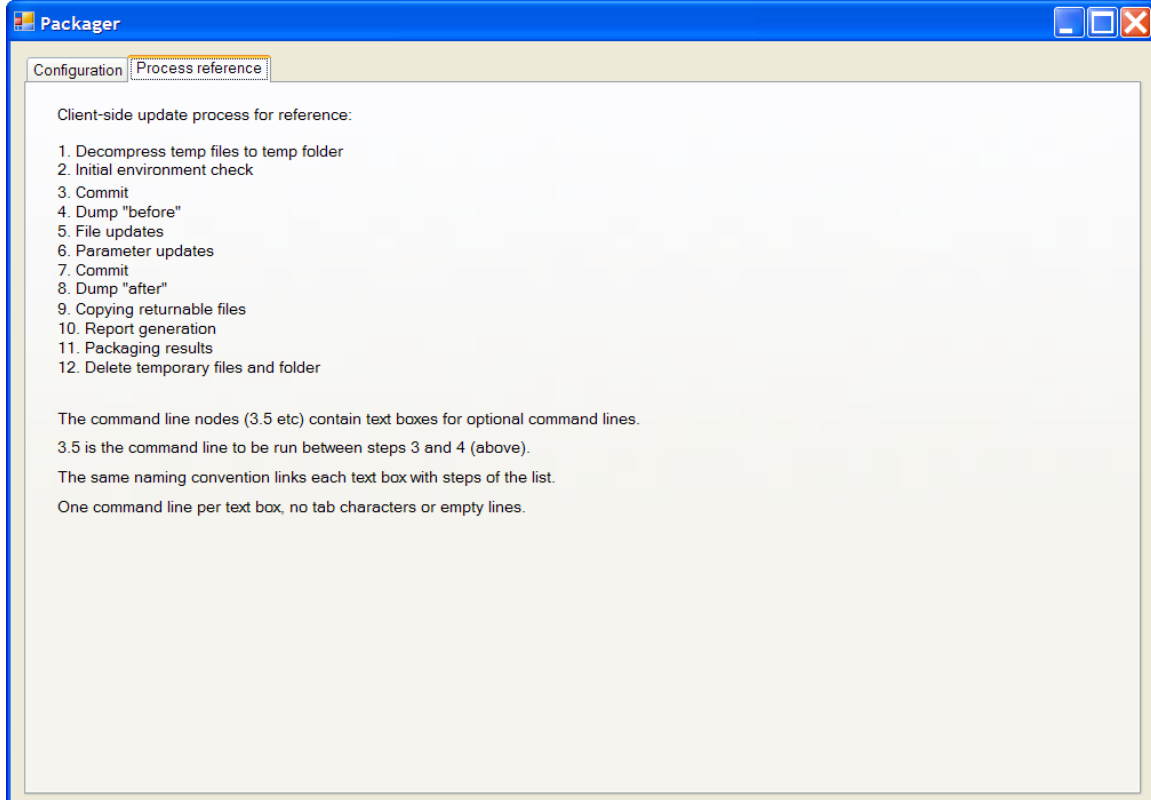 Packager
Configuration Process reference
Client-side update process for reference:
1. Decompress temp files to temp folder
2. Initial environment check
3. Commit
4. Dump "before"
5. File updates
6. Parameter updates
7. Commit
8. Dump "after"
9. Copying returnable files
10. Report generation
11. Packaging results
12. Delete temporary files and folder
The command line nodes (3.5 etc) contain text boxes for optional command lines.
3.5 is the command line to be run between steps 3 and 4 (above).
The same naming convention links each text box with steps of the list.
One command line per text box, no tab characters or empty lines.